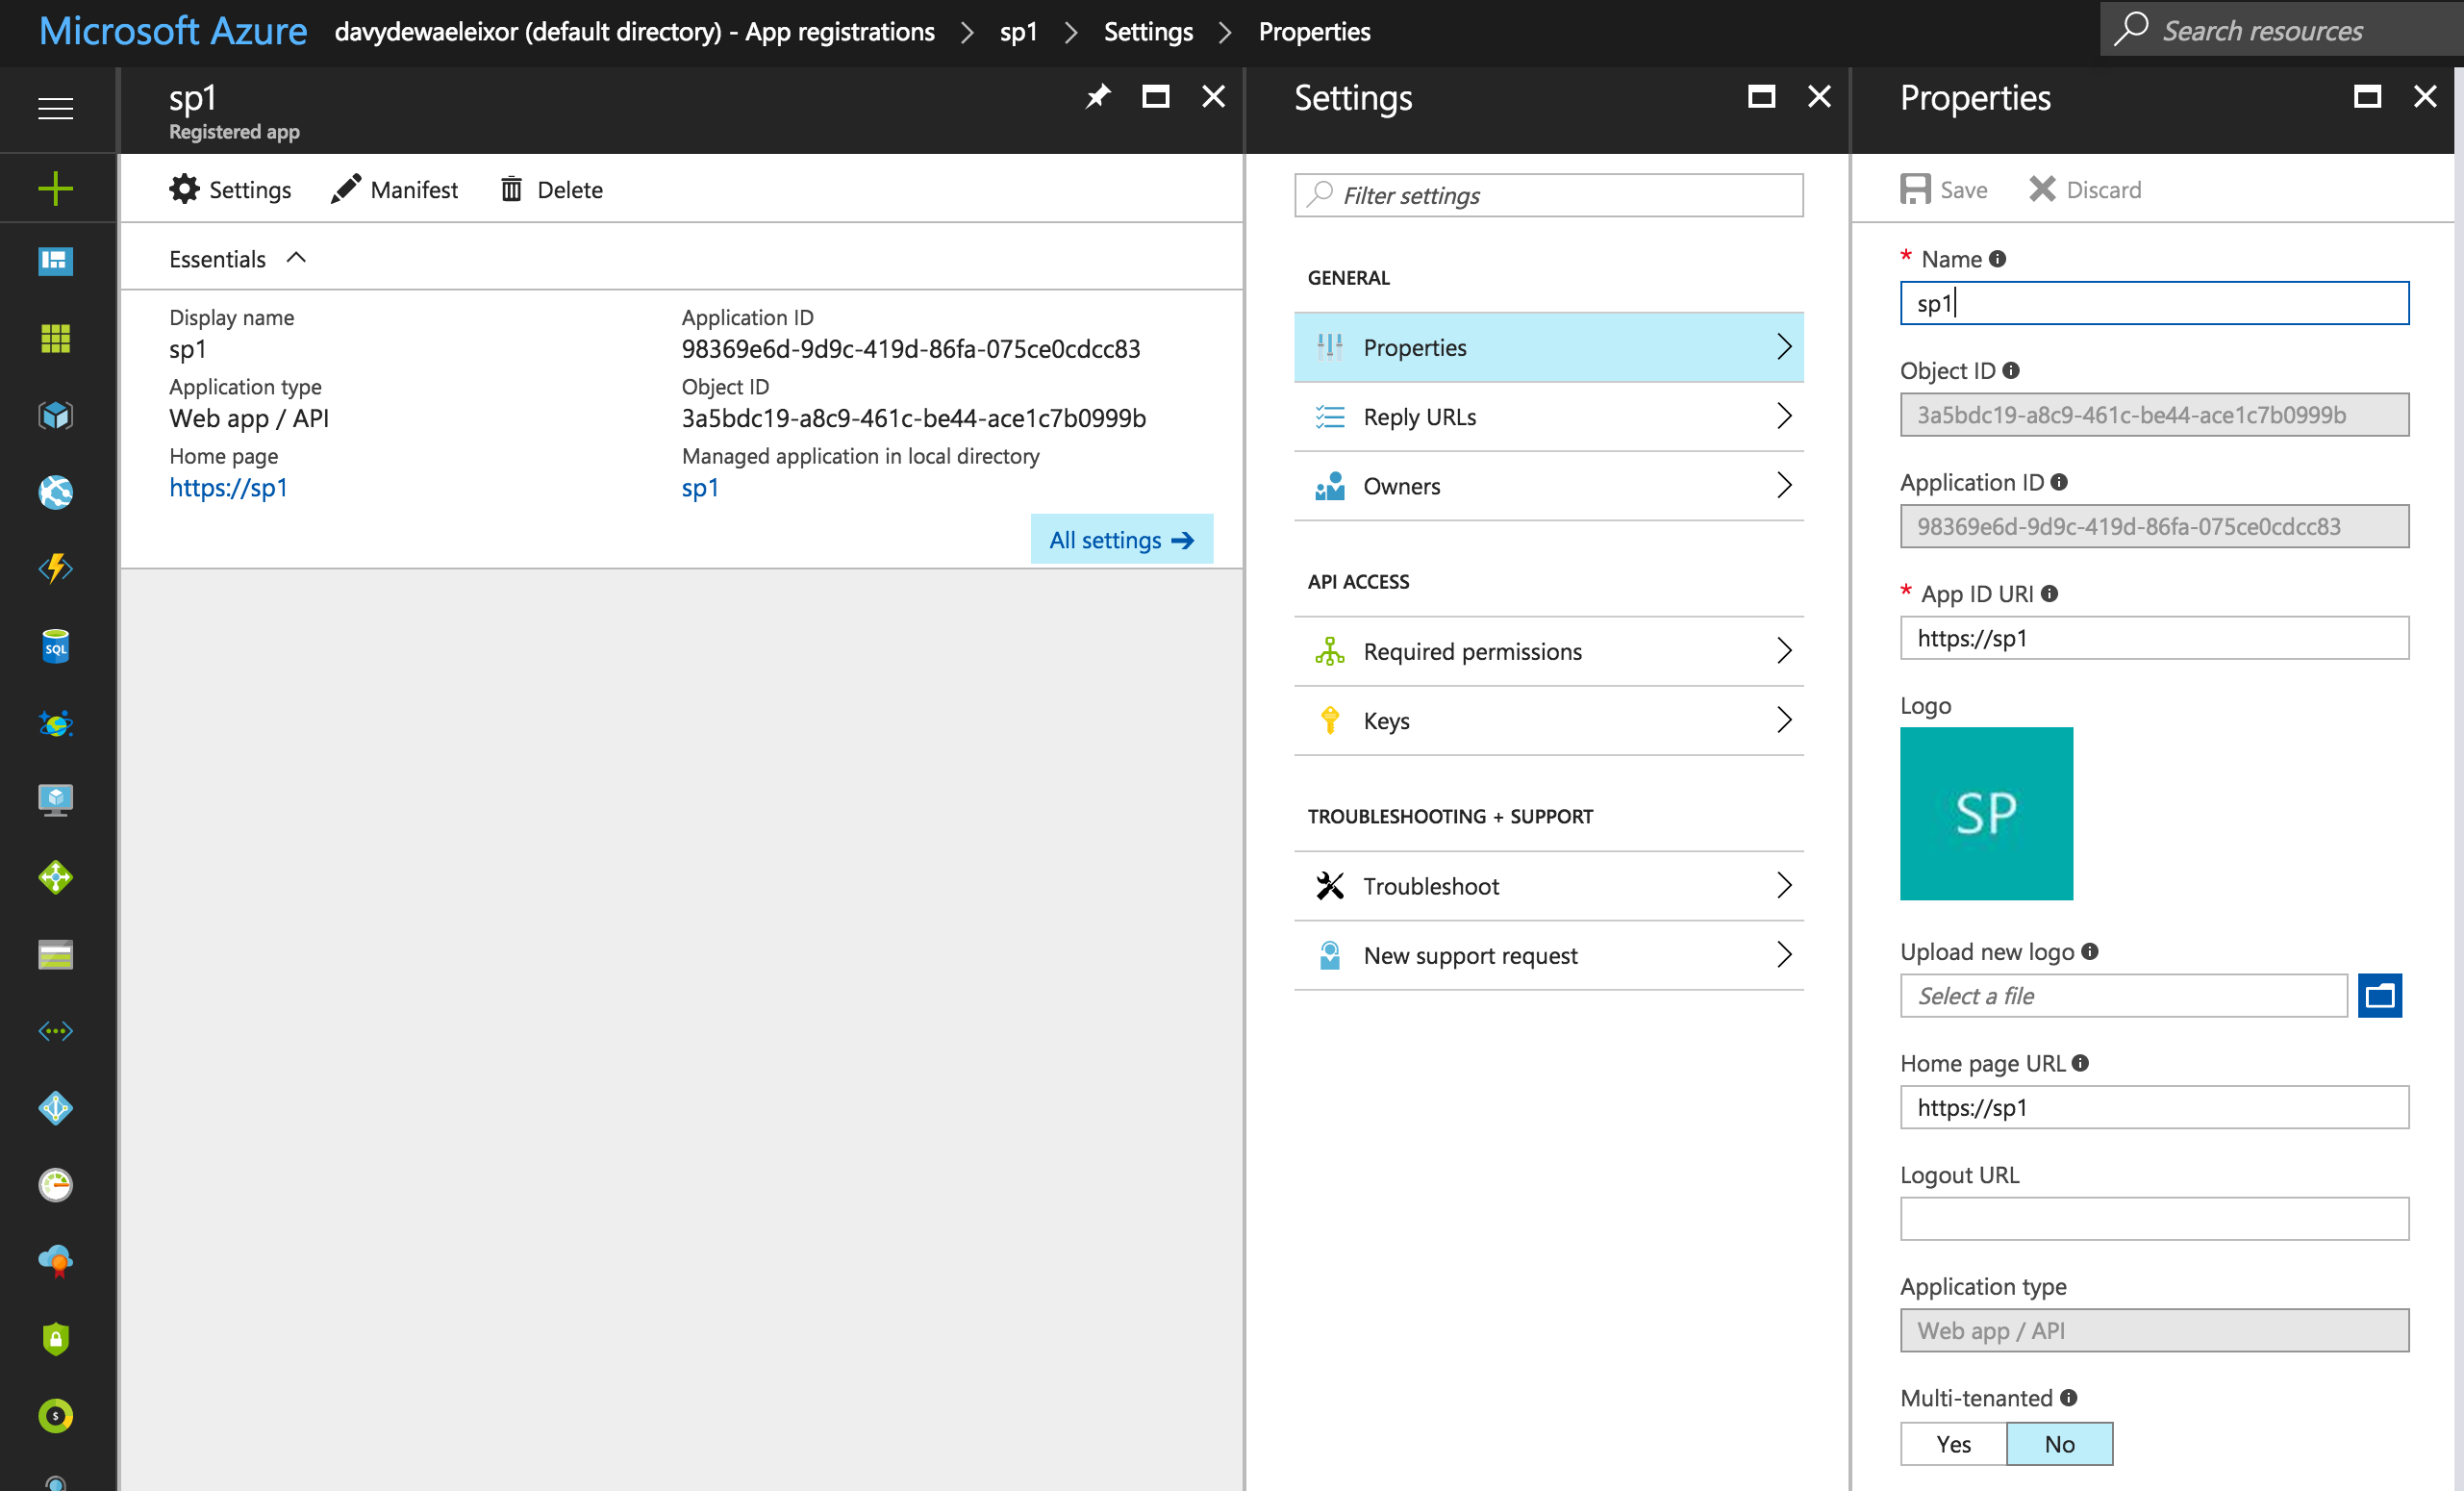 Microsoft Azure davydewaeleixor (default directory) - App registrations > sp1 > Settings > Properties
Search resources
sp1
Registered app
Settings Manifest Delete
Essentials
Display name
sp1
Application type
Web app / API
Home page
https://sp1
Application ID
98369e6d-9d9c-419d-86fa-075ce0cdcc83
Object ID
3a5bdc19-a8c9-461c-be44-ace1c7b0999b
Managed application in local directory
sp1
All settings
SQL
Settings
Filter settings
GENERAL
Properties
Reply URLs
Owners
API ACCESS
Required permissions
Keys
TROUBLESHOOTING + SUPPORT
Troubleshoot
New support request
Properties
Save Discard
* Name
sp1
Object ID
3a5bdc19-a8c9-461c-be44-ace1c7b0999b
Application ID
98369e6d-9d9c-419d-86fa-075ce0cdcc83
* App ID URI
https://sp1
Logo
SP
Upload new logo
Select a file
Home page URL
https://sp1
Logout URL
Application type
Web app / API
Multi-tenanted
Yes No